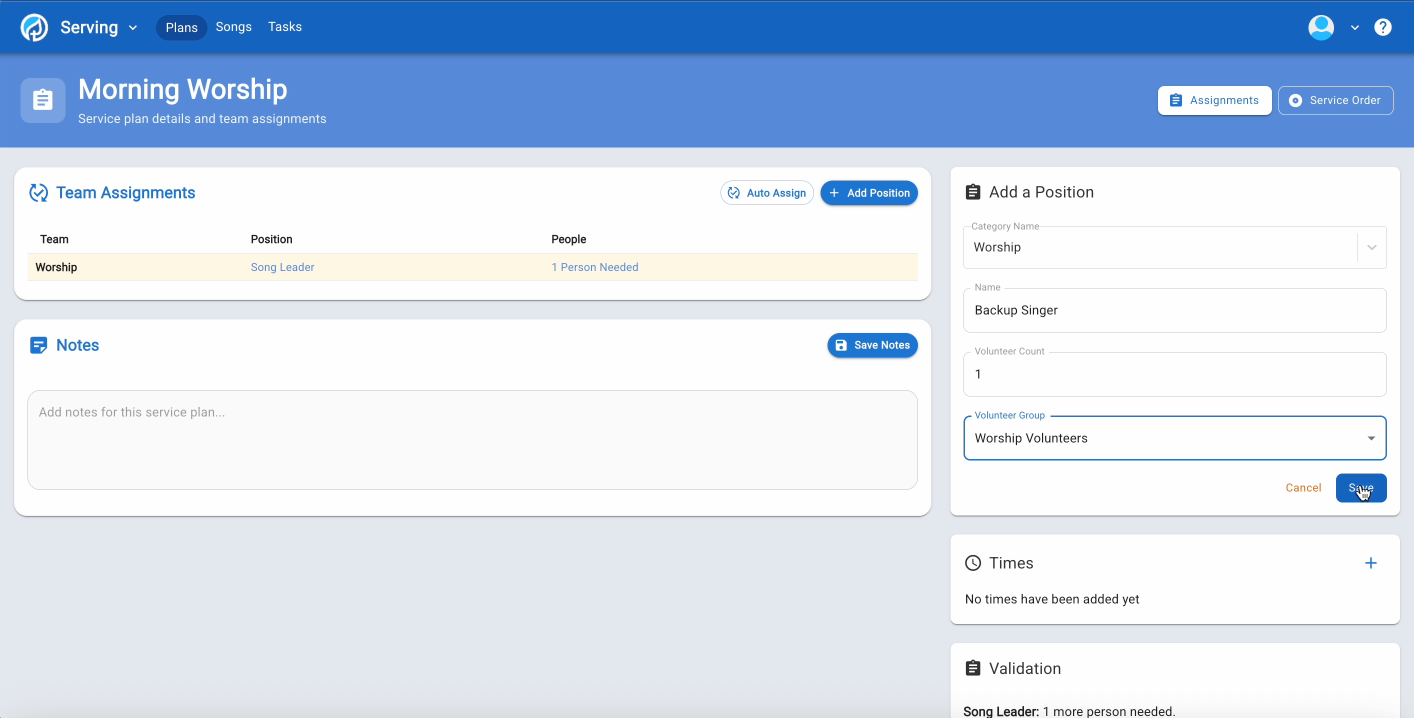 Serving Plans Songs Tasks
Morning Worship
Service plan details and team assignments
Assignments Service Order
Team Assignments
Auto Assign Add Position
Team Position People
Worship Song Leader 1 Person Needed
Notes
Save Notes
Add notes for this service plan...
Add a Position
Category Name
Worship
Name
Backup Singer
Volunteer Count
1
Volunteer Group
Worship Volunteers
Cancel Save
Times
No times have been added yet
Validation
Song Leader: 1 more person needed.